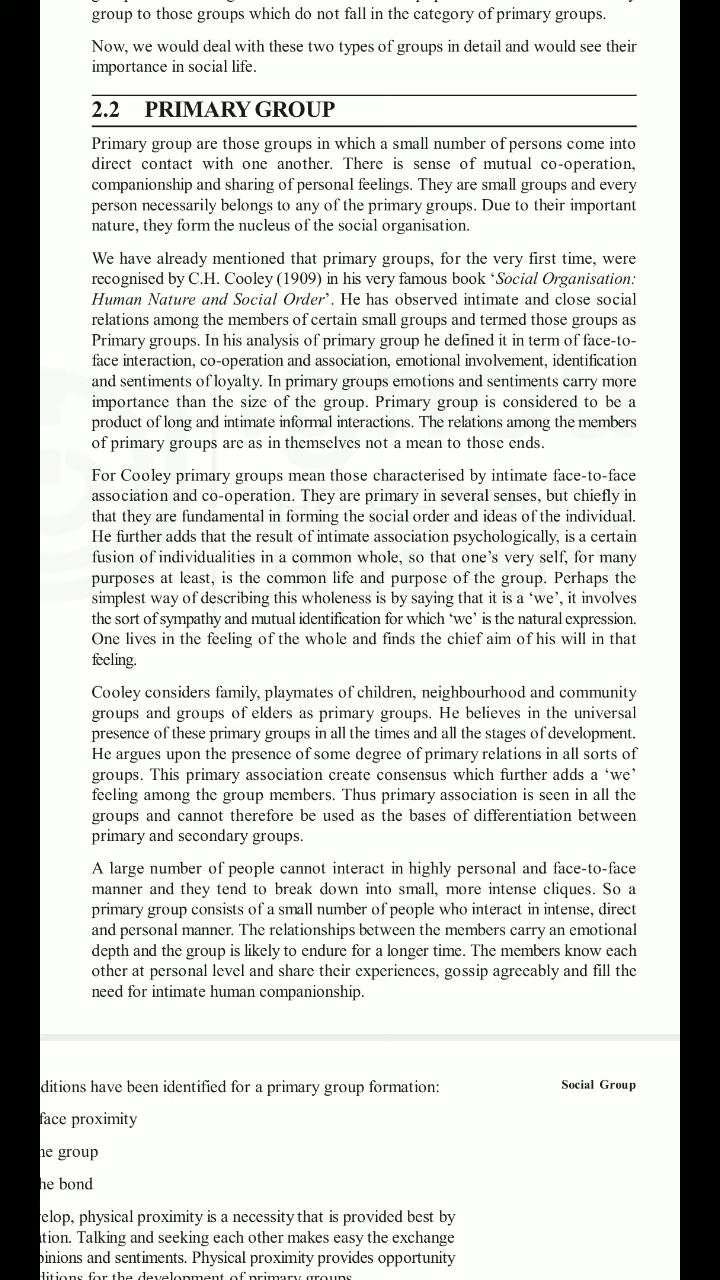 group to those groups which do not fall in the category of primary groups.
Now, we would deal with these two types of groups in detail and would see their
importance in social life.
2.2 PRIMARY GROUP
Primary group are those groups in which a small number of persons come into
direct contact with one another. There is sense of mutual co-operation,
companionship and sharing of personal feelings. They are small groups and every
person necessarily belongs to any of the primary groups. Due to their important
nature, they form the nucleus of the social organisation.
We have already mentioned that primary groups, for the very first time, were
recognised by C.H. Cooley (1909) in his very famous book ‘Social Organisation:
Human Nature and Social Order’. He has observed intimate and close social
relations among the members of certain small groups and termed those groups as
Primary groups. In his analysis of primary group he defined it in term of face-to-
face interaction, co-operation and association, emotional involvement, identification
and sentiments of loyalty. In primary groups emotions and sentiments carry more
importance than the size of the group. Primary group is considered to be a
product of long and intimate informal interactions. The relations among the members
of primary groups are as in themselves not a mean to those ends.
For Cooley primary groups mean those characterised by intimate face-to-face
association and co-operation. They are primary in several senses, but chiefly in
that they are fundamental in forming the social order and ideas of the individual.
He further adds that the result of intimate association psychologically, is a certain
fusion of individualities in a common whole, so that one’s very self, for many
purposes at least, is the common life and purpose of the group. Perhaps the
simplest way of describing this wholeness is by saying that it is a ‘we’, it involves
the sort of sympathy and mutual identification for which ‘we’ is the natural expression.
One lives in the feeling of the whole and finds the chief aim of his will in that
feeling.
Cooley considers family, playmates of children, neighbourhood and community
groups and groups of elders as primary groups. He believes in the universal
presence of these primary groups in all the times and all the stages of development.
He argues upon the presence of some degree of primary relations in all sorts of
groups. This primary association create consensus which further adds a ‘we’
feeling among the group members. Thus primary association is seen in all the
groups and cannot therefore be used as the bases of differentiation between
primary and secondary groups.
A large number of people cannot interact in highly personal and face-to-face
manner and they tend to break down into small, more intense cliques. So a
primary group consists of a small number of people who interact in intense, direct
and personal manner. The relationships between the members carry an emotional
depth and the group is likely to endure for a longer time. The members know each
other at personal level and share their experiences, gossip agreeably and fill the
need for intimate human companionship.
Social Group
ditions have been identified for a primary group formation:
face proximity
he group
he bond
elop, physical proximity is a necessity that is provided best by
tion. Talking and seeking each other makes easy the exchange
pinions and sentiments. Physical proximity provides opportunity
ditions for the development of primary groups.